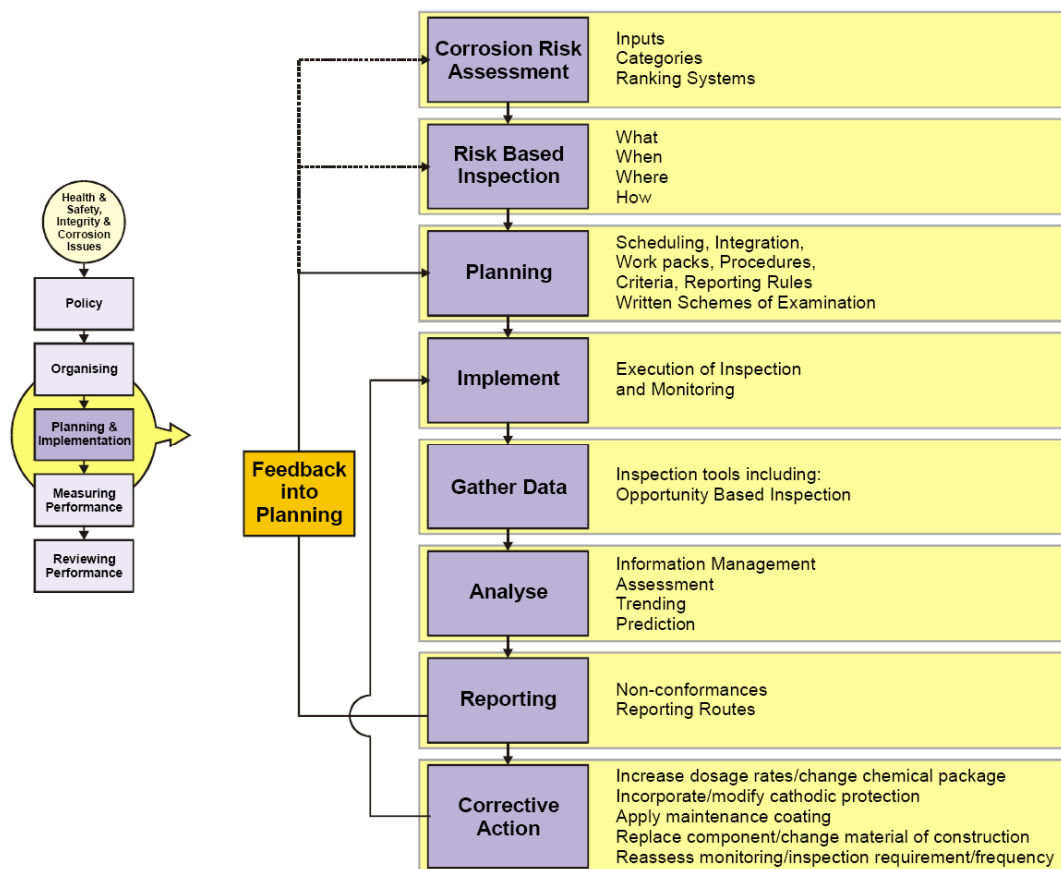 Health &
Safety,
Integrity &
Corrosion
Issues
Policy
Organising
Planning &
Implementation
Measuring
Performance
Reviewing
Performance
Feedback
into
Planning
Corrosion Risk
Assessment
Inputs
Categories
Ranking Systems
Risk Based
Inspection
What
When
Where
How
Planning
Scheduling, Integration,
Work packs, Procedures,
Criteria, Reporting Rules
Written Schemes of Examination
Implement
Execution of Inspection
and Monitoring
Gather Data
Inspection tools including:
Opportunity Based Inspection
Analyse
Information Management
Assessment
Trending
Prediction
Reporting
Non-conformances
Reporting Routes
Corrective
Action
Increase dosage rates/change chemical package
Incorporate/modify cathodic protection
Apply maintenance coating
Replace component/change material of construction
Reassess monitoring/inspection requirement/frequency